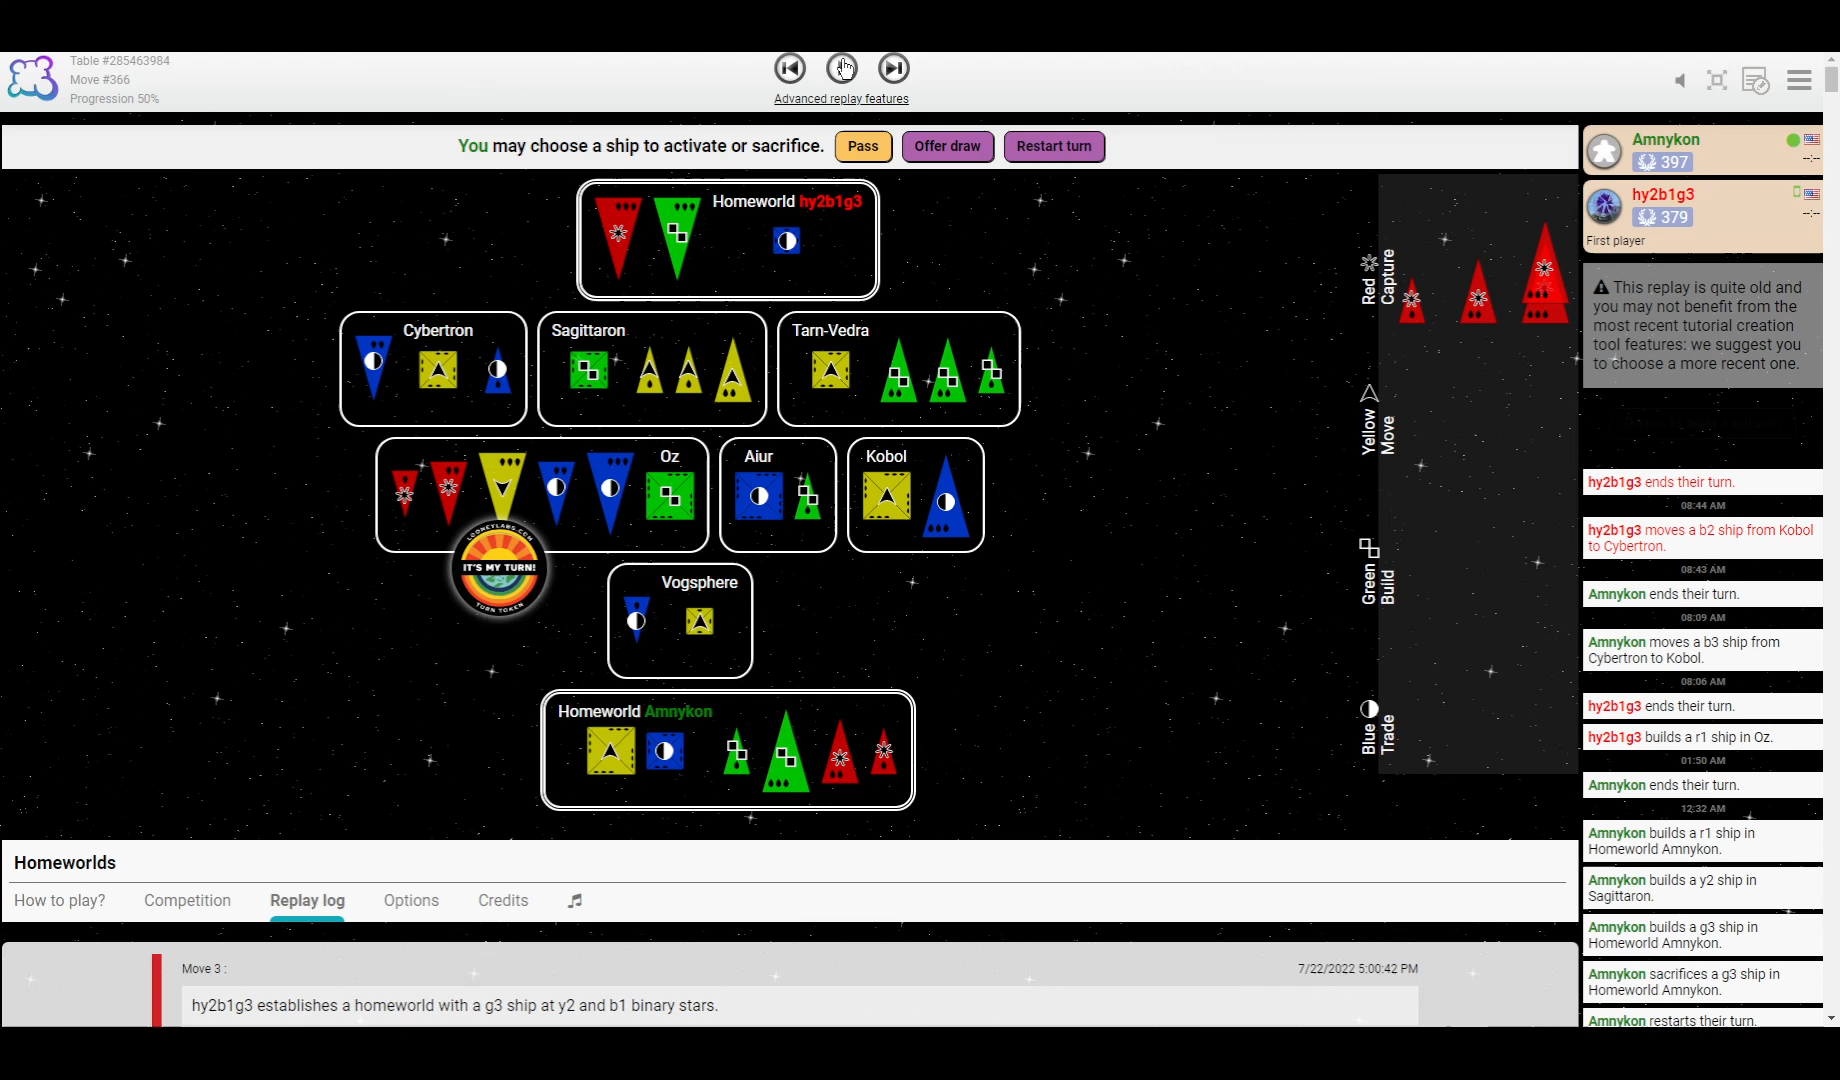 Table #285463984
Move #366
Progression 50%
Advanced replay features
You may choose a ship to activate or sacrifice.
Pass
Offer draw
Restart turn
Homeworld hy2b1g3
Cybertron
Sagittaron
Tarn-Vedra
Oz
Aiur
Kobol
LOONEYLABS.COM
IT'S MY TURN!
TURN TOKEN
Vogsphere
Homeworld Amnykon
Red
Capture
Yellow
Move
Green
Build
Blue
Trade
Amnykon
397
--:--
hy2b1g3
379
--:--
First player
This replay is quite old and
you may not benefit from the
most recent tutorial creation
tool features: we suggest you
to choose a more recent one.
hy2b1g3 ends their turn.
08:44 AM
hy2b1g3 moves a b2 ship from Kobol
to Cybertron.
08:43 AM
Amnykon ends their turn.
08:09 AM
Amnykon moves a b3 ship from
Cybertron to Kobol.
08:06 AM
hy2b1g3 ends their turn.
hy2b1g3 builds a r1 ship in Oz.
01:50 AM
Amnykon ends their turn.
12:32 AM
Amnykon builds a r1 ship in
Homeworld Amnykon.
Amnykon builds a y2 ship in
Sagittaron.
Amnykon builds a g3 ship in
Homeworld Amnykon.
Amnykon sacrifices a g3 ship in
Homeworld Amnykon.
Amnykon restarts their turn.
Homeworlds
How to play?
Competition
Replay log
Options
Credits
Move 3 :
7/22/2022 5:00:42 PM
hy2b1g3 establishes a homeworld with a g3 ship at y2 and b1 binary stars.